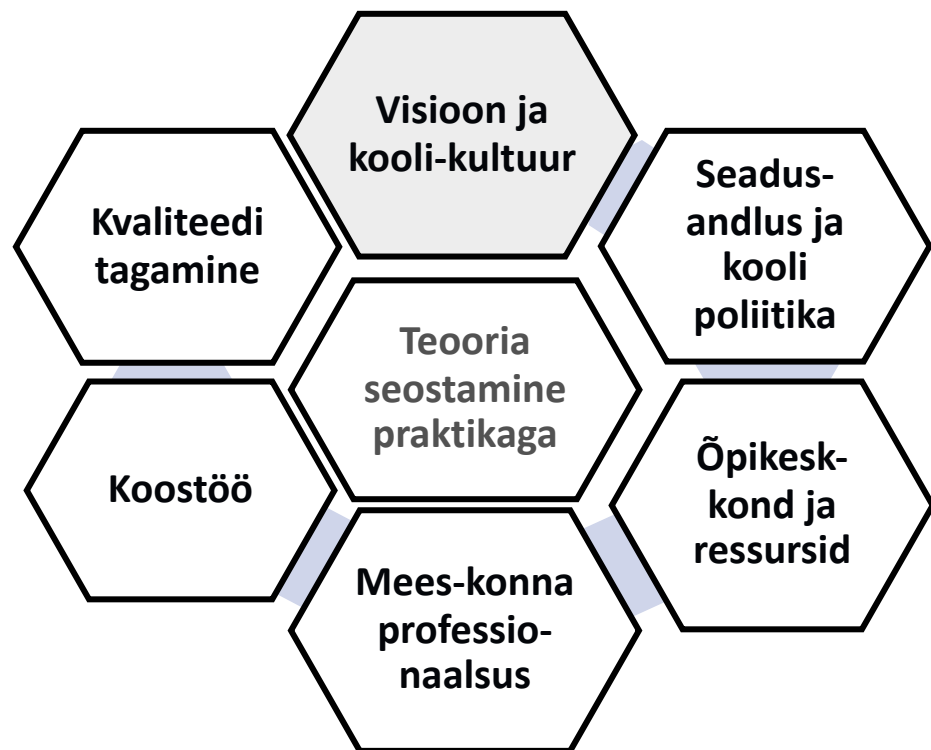 Visioon ja
kooli-kultuur
Seadus-
andlus ja
kooli
poliitika
Kvaliteedi
tagamine
Teooria
seostamine
praktikaga
Õpikesk-
kond ja
ressursid
Koostöö
Mees-konna
professio-
naalsus